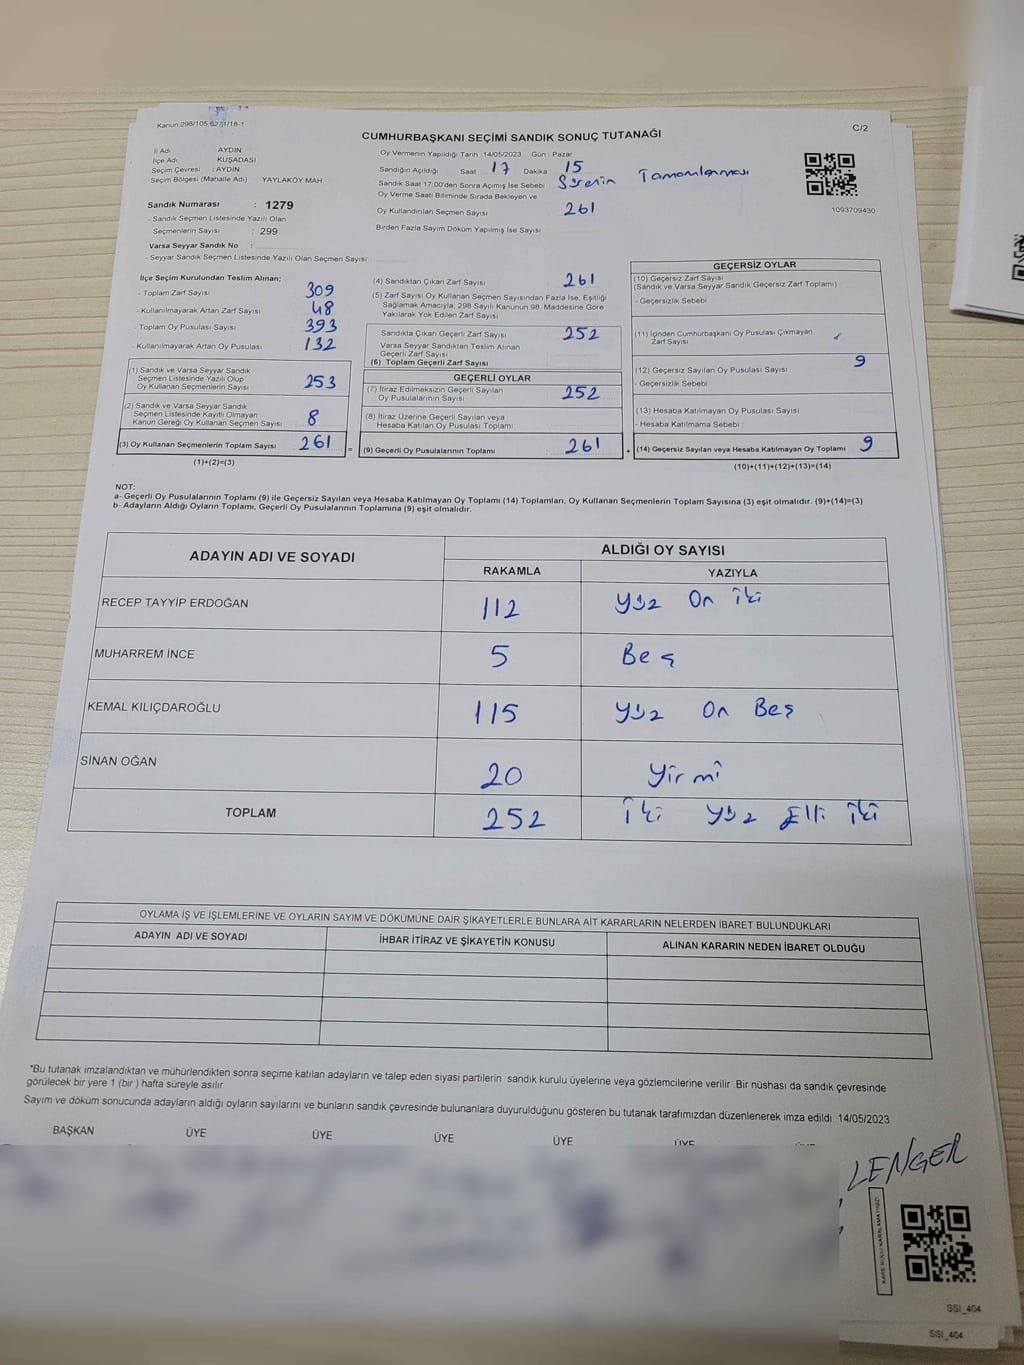 Kanun:298/105,6271/18-1
C/2
CUMHURBAŞKANI SEÇİMİ SANDIK SONUÇ TUTANAĞI
İl Adı : AYDIN
İlçe Adı : KUŞADASI
Seçim Çevresi : AYDIN
Seçim Bölgesi (Mahalle Adı) : YAYLAKÖY MAH.
Sandık Numarası : 1279
- Sandık Seçmen Listesinde Yazılı Olan
Seçmenlerin Sayısı : 299
Varsa Seyyar Sandık No :
- Seyyar Sandık Seçmen Listesinde Yazılı Olan Seçmen Sayısı:
Oy Vermenin Yapıldığı Tarih :14/05/2023 Gün : Pazar
Sandığın Açıldığı Saat 17 Dakika 15
Sandık Saat 17:00'den Sonra Açımış İse Sebebi Sürenin Tamamlanması
Oy Verme Saati Bitiminde Sırada Bekleyen ve
Oy Kullandırılan Seçmen Sayısı 261
Birden Fazla Sayım Döküm Yapılmış İse Sayısı
1093709430
İlçe Seçim Kurulundan Teslim Alınan;
- Toplam Zarf Sayısı 309
- Kullanılmayarak Artan Zarf Sayısı 48
- Toplam Oy Pusulası Sayısı 393
- Kullanılmayarak Artan Oy Pusulası 132
(1) Sandık ve Varsa Seyyar Sandık
Seçmen Listesinde Yazılı Olup
Oy Kullanan Seçmenlerin Sayısı 253
(2) Sandık ve Varsa Seyyar Sandık
Seçmen Listesinde Kayıtlı Olmayan
Kanun Gereği Oy Kullanan Seçmen Sayısı 8
(3) Oy Kullanan Seçmenlerin Toplam Sayısı 261 =
(1)+(2)=(3)
(4) Sandıktan Çıkan Zarf Sayısı 261
(5) Zarf Sayısı Oy Kullanan Seçmen Sayısından Fazla İse, Eşitliği
Sağlamak Amacıyla, 298 Sayılı Kanunun 98. Maddesine Göre
Yakılarak Yok Edilen Zarf Sayısı
Sandıkta Çıkan Geçerli Zarf Sayısı 252
Varsa Seyyar Sandıktan Teslim Alınan
Geçerli Zarf Sayısı
(6) Toplam Geçerli Zarf Sayısı
GEÇERLİ OYLAR
(7) İtiraz Edilmeksizin Geçerli Sayılan
Oy Pusulalarının Sayısı 252
(8) İtiraz Üzerine Geçerli Sayılan veya
Hesaba Katılan Oy Pusulası Toplamı
(9) Geçerli Oy Pusulalarının Toplamı 261 +
GEÇERSİZ OYLAR
(10) Geçersiz Zarf Sayısı
(Sandık ve Varsa Seyyar Sandık Geçersiz Zarf Toplamı)
- Geçersizlik Sebebi
(11) İçinden Cumhurbaşkanı Oy Pusulası Çıkmayan
Zarf Sayısı
(12) Geçersiz Sayılan Oy Pusulası Sayısı 9
- Geçersizlik Sebebi
(13) Hesaba Katılmayan Oy Pusulası Sayısı
- Hesaba Katılmama Sebebi
(14) Geçersiz Sayılan veya Hesaba Katılmayan Oy Toplamı 9
(10)+(11)+(12)+(13)=(14)
NOT:
a- Geçerli Oy Pusulalarının Toplamı (9) ile Geçersiz Sayılan veya Hesaba Katılmayan Oy Toplamı (14) Toplamları, Oy Kullanan Seçmenlerin Toplam Sayısına (3) eşit olmalıdır. (9)+(14)=(3)
b- Adayların Aldığı Oyların Toplamı, Geçerli Oy Pusulalarının Toplamına (9) eşit olmalıdır.
ADAYIN ADI VE SOYADI
ALDIĞI OY SAYISI
RAKAMLA YAZIYLA
RECEP TAYYİP ERDOĞAN 112 Yüz On İki
MUHARREM İNCE 5 Beş
KEMAL KILIÇDAROĞLU 115 Yüz On Beş
SİNAN OĞAN 20 Yirmi
TOPLAM 252 İki Yüz Elli İki
OYLAMA İŞ VE İŞLEMLERİNE VE OYLARIN SAYIM VE DÖKÜMÜNE DAİR ŞİKAYETLERLE BUNLARA AİT KARARLARIN NELERDEN İBARET BULUNDUKLARI
ADAYIN ADI VE SOYADI İHBAR İTİRAZ VE ŞİKAYETİN KONUSU ALINAN KARARIN NEDEN İBARET OLDUĞU
*Bu tutanak imzalandıktan ve mühürlendikten sonra seçime katılan adayların ve talep eden siyasi partilerin sandık kurulu üyelerine veya gözlemcilerine verilir .Bir nüshası da sandık çevresinde
görülecek bir yere 1 (bir ) hafta süreyle asılır
Sayım ve döküm sonucunda adayların aldığı oyların sayılarını ve bunların sandık çevresinde bulunanlara duyurulduğunu gösteren bu tutanak tarafımızdan düzenlenerek imza edildi. 14/05/2023
BAŞKAN ÜYE ÜYE ÜYE ÜYE ÜYE
LENGER
KARE KODU KARALAMAYINIZ!
SSI_464
SSI_464